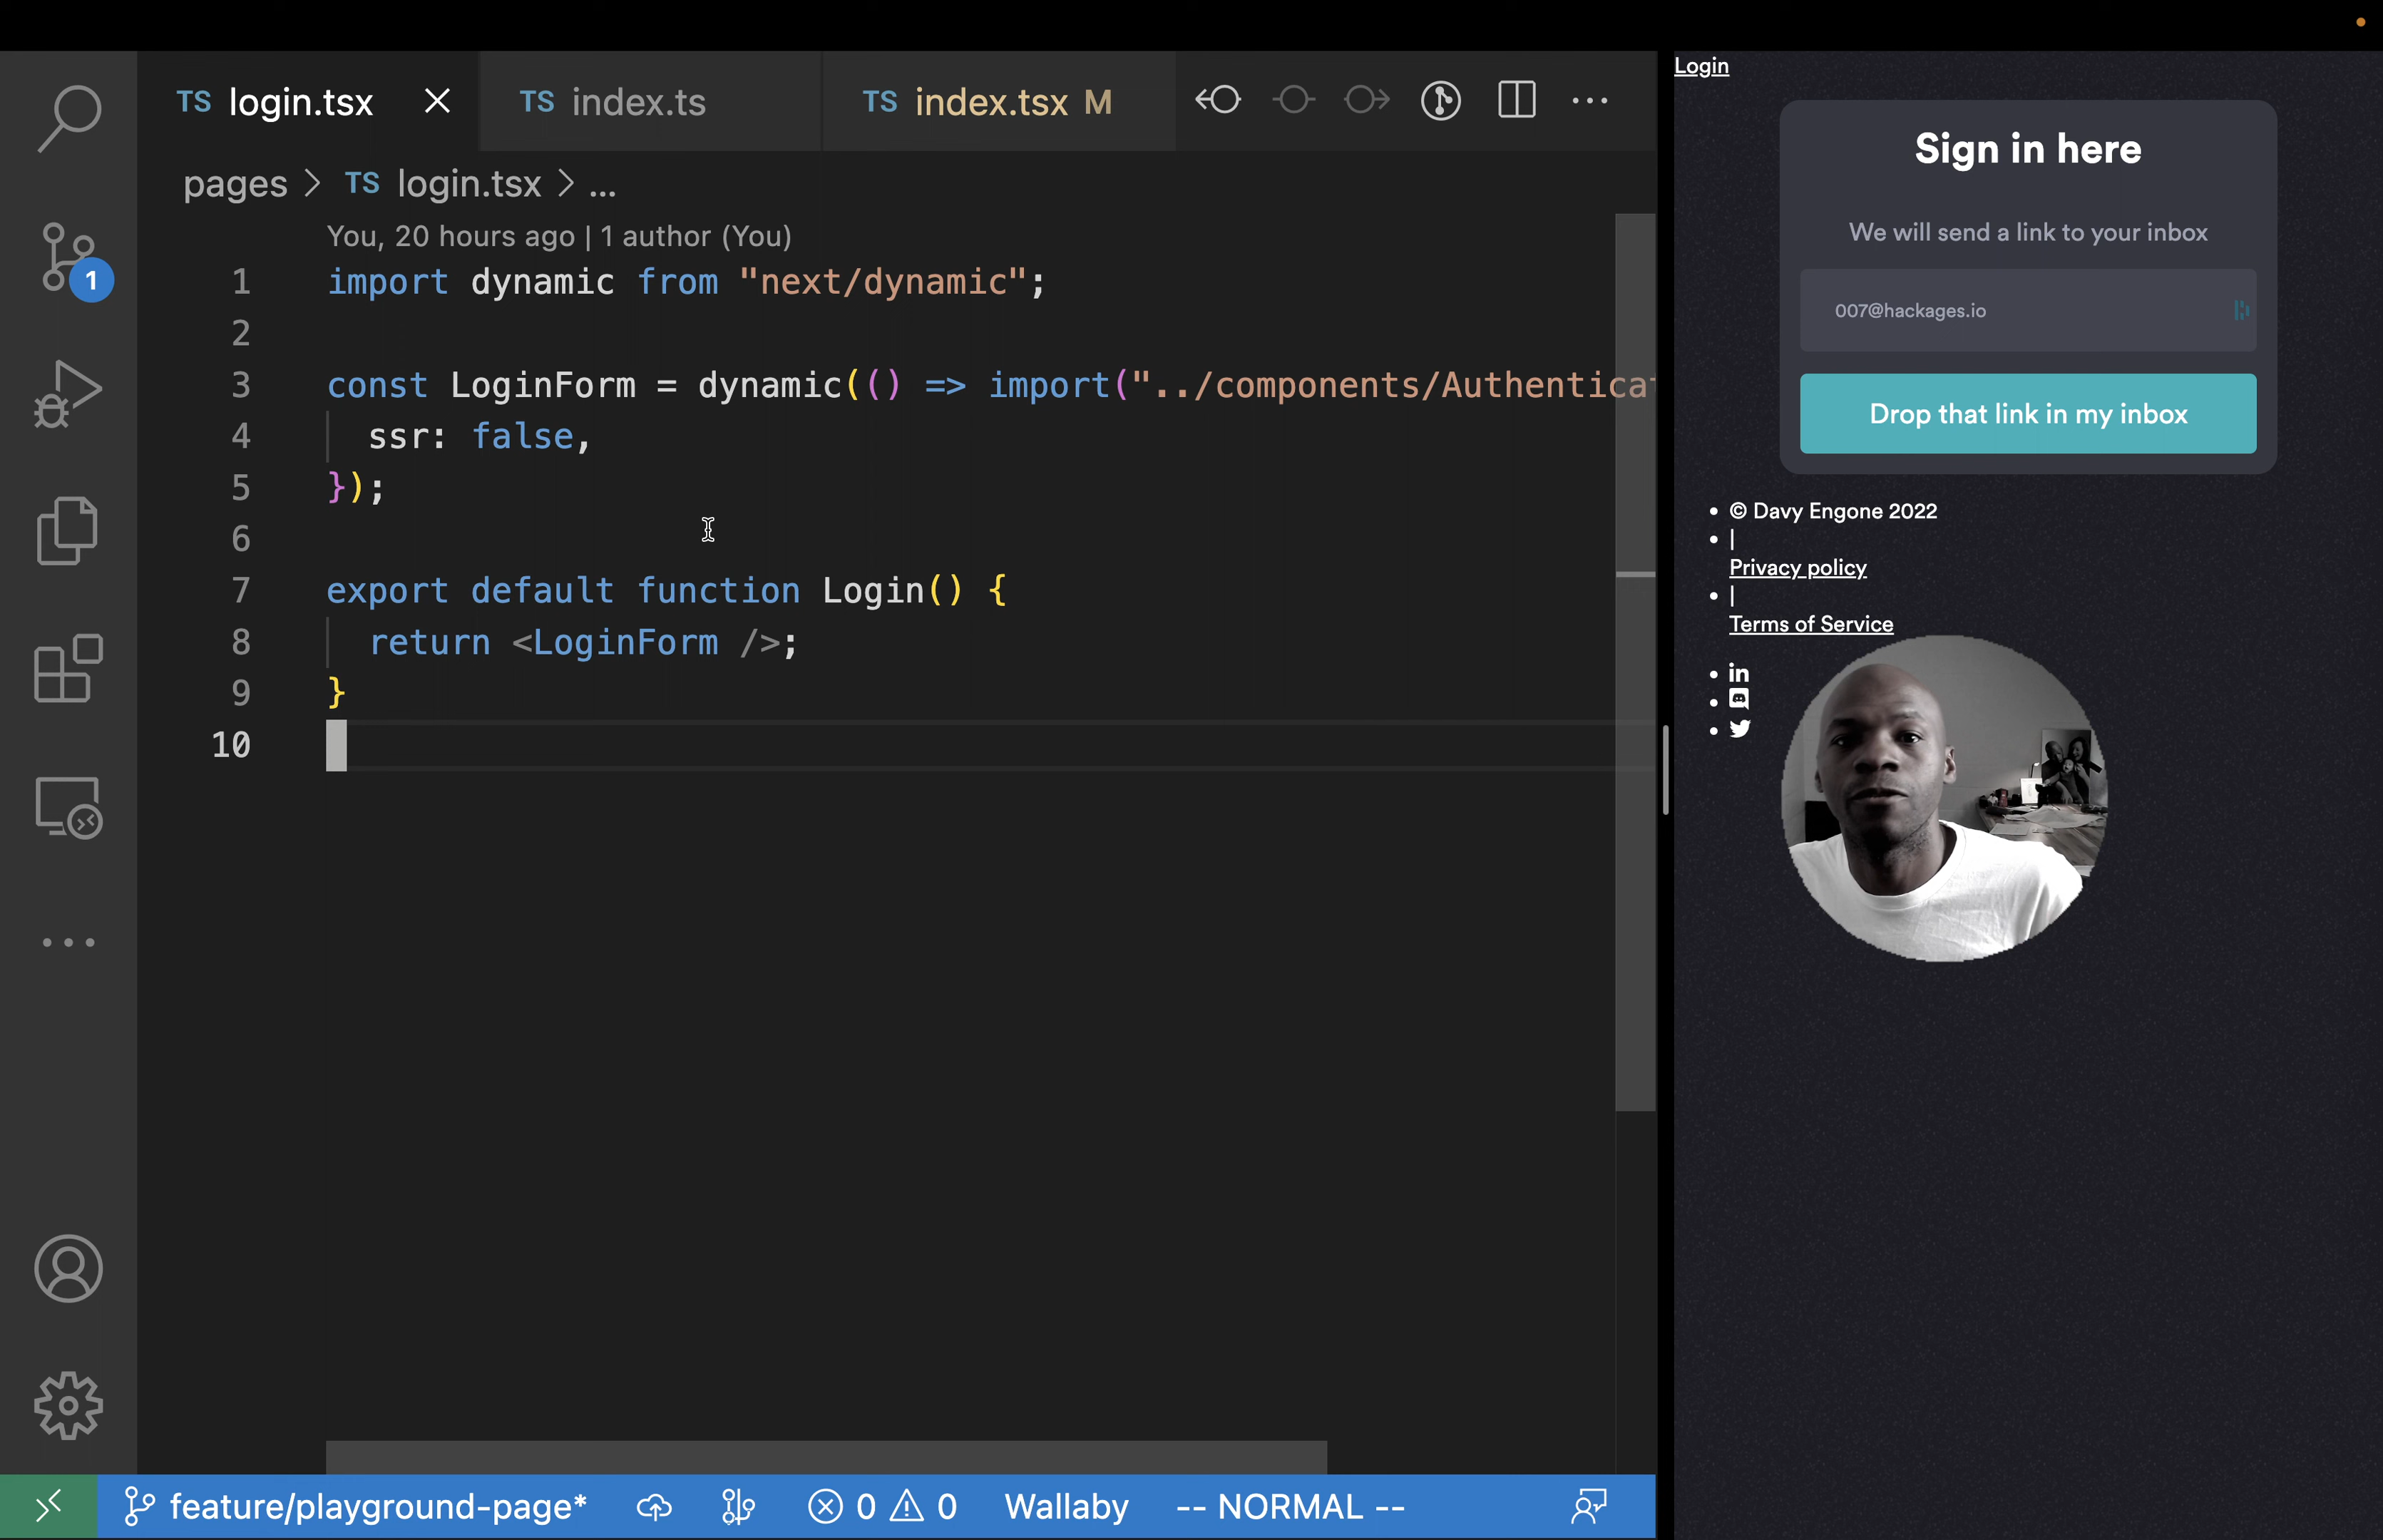 TS login.tsx
TS index.ts
TS index.tsx M
pages > TS login.tsx > ...
You, 20 hours ago | 1 author (You)
1 import dynamic from "next/dynamic";
2
3 const LoginForm = dynamic(() => import("../components/Authenticat
4 ssr: false,
5 });
6
7 export default function Login() {
8 return <LoginForm />;
9 }
10
1
feature/playground-page*
0
0
Wallaby
-- NORMAL --
Login
Sign in here
We will send a link to your inbox
007@hackages.io
Drop that link in my inbox
© Davy Engone 2022
|
Privacy policy
|
Terms of Service
in